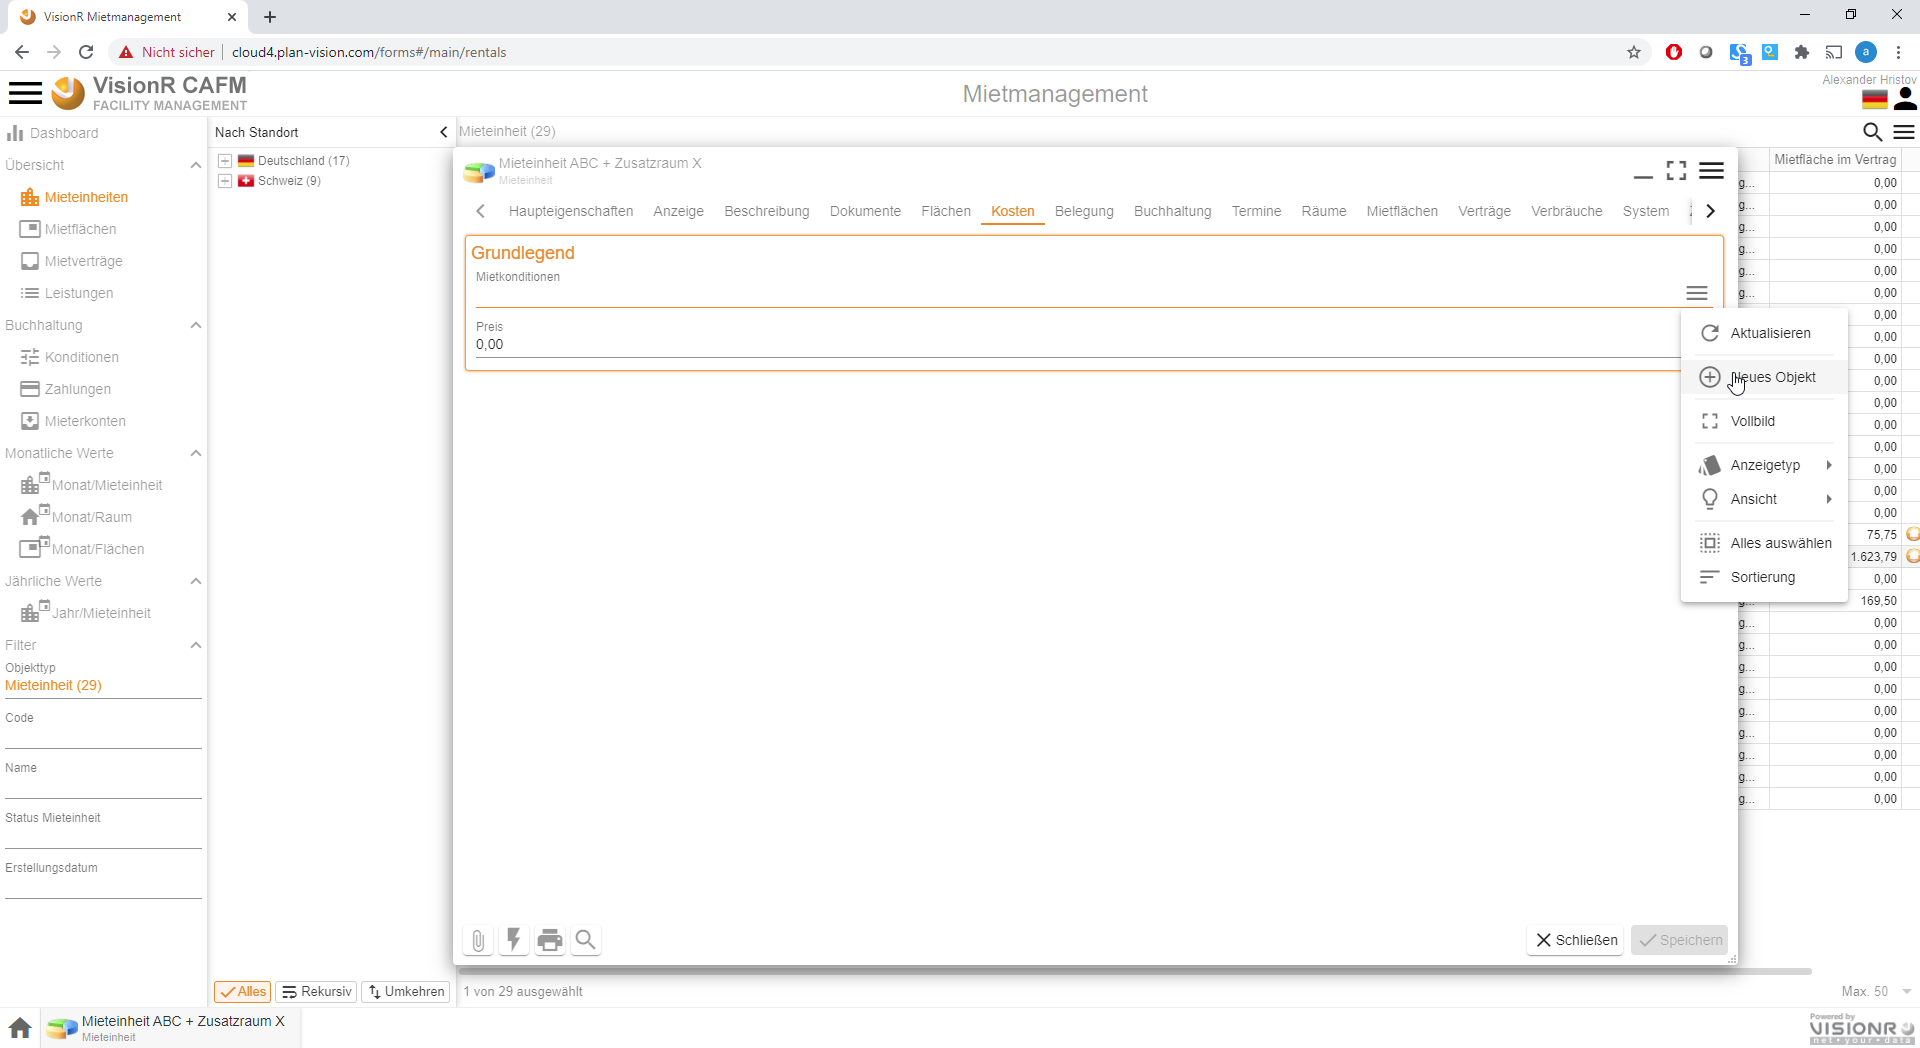 VisionR Mietmanagement
Nicht sicher
cloud4.plan-vision.com/forms#/main/rentals
3
a
VisionR CAFM
FACILITY MANAGEMENT
Mietmanagement
Alexander Hristov
Dashboard
Übersicht
Mieteinheiten
Mietflächen
Mietverträge
Leistungen
Buchhaltung
Konditionen
Zahlungen
Mieterkonten
Monatliche Werte
Monat/Mieteinheit
Monat/Raum
Monat/Flächen
Jährliche Werte
Jahr/Mieteinheit
Filter
Objekttyp
Mieteinheit (29)
Code
Name
Status Mieteinheit
Erstellungsdatum
Nach Standort
Deutschland (17)
Schweiz (9)
Alles
Rekursiv
Umkehren
Mieteinheit (29)
Mieteinheit ABC + Zusatzraum X
Mieteinheit
Haupteigenschaften
Anzeige
Beschreibung
Dokumente
Flächen
Kosten
Belegung
Buchhaltung
Termine
Räume
Mietflächen
Verträge
Verbräuche
System
Grundlegend
Mietkonditionen
Preis
0,00
Aktualisieren
Neues Objekt
Vollbild
Anzeigetyp
Ansicht
Alles auswählen
Sortierung
Schließen
Speichern
Mietfläche im Vertrag
g... 0,00
g... 0,00
g... 0,00
g... 0,00
g... 0,00
g... 0,00
0,00
0,00
0,00
0,00
0,00
0,00
0,00
0,00
0,00
0,00
75,75
1.623,79
0,00
g... 169,50
g... 0,00
g... 0,00
g... 0,00
g... 0,00
g... 0,00
g... 0,00
g... 0,00
g... 0,00
g... 0,00
1 von 29 ausgewählt
Max. 50
Mieteinheit ABC + Zusatzraum X
Mieteinheit
Powered by
VISIONR
net • your • data